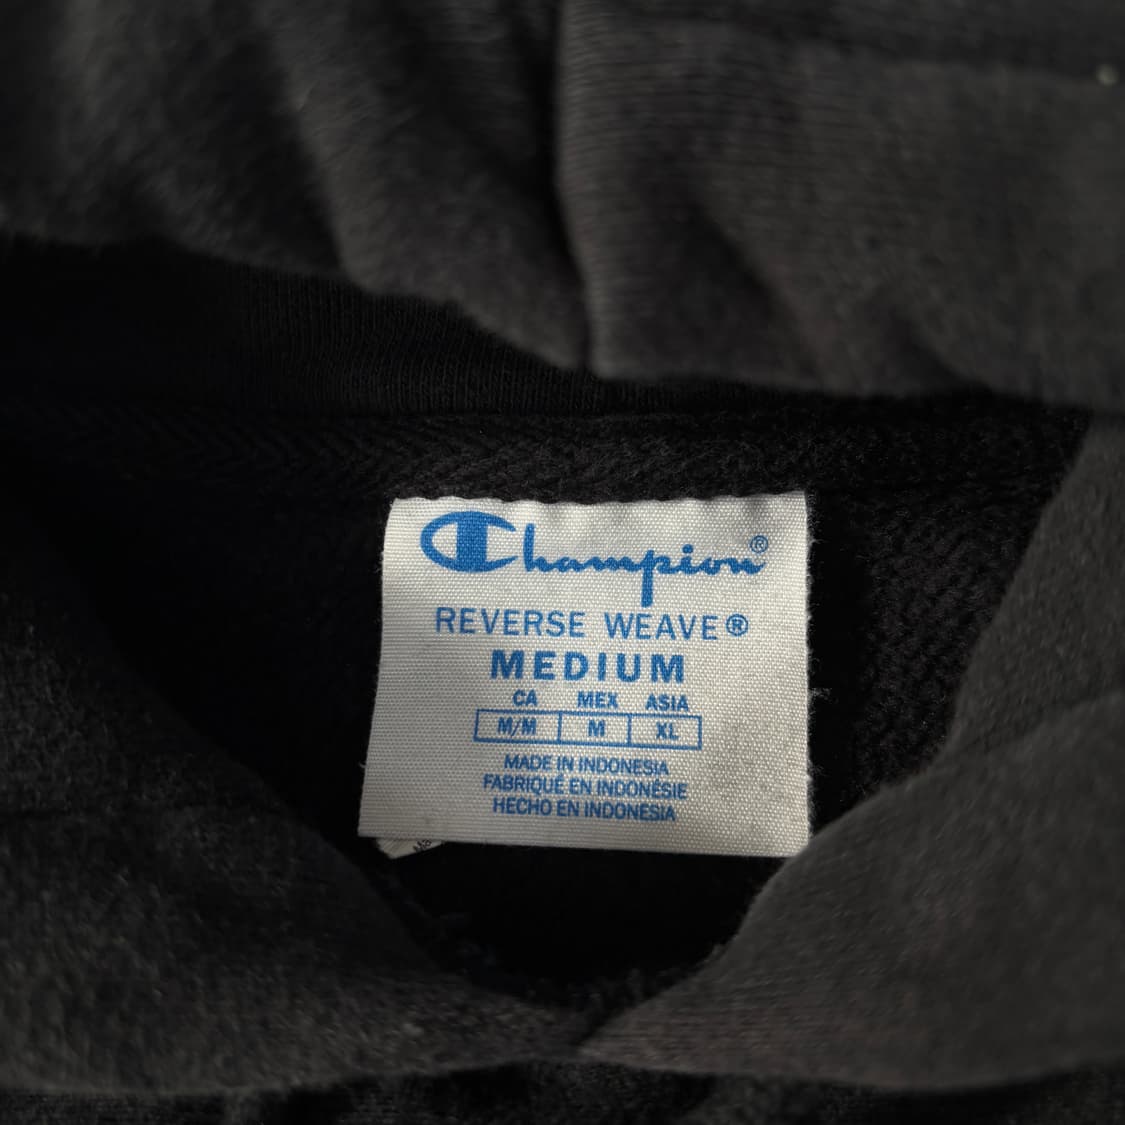 Champion®
REVERSE WEAVE®
MEDIUM
CA MEX ASIA
M/M M XL
MADE IN INDONESIA
FABRIQUÉ EN INDONÉSIE
HECHO EN INDONESIA